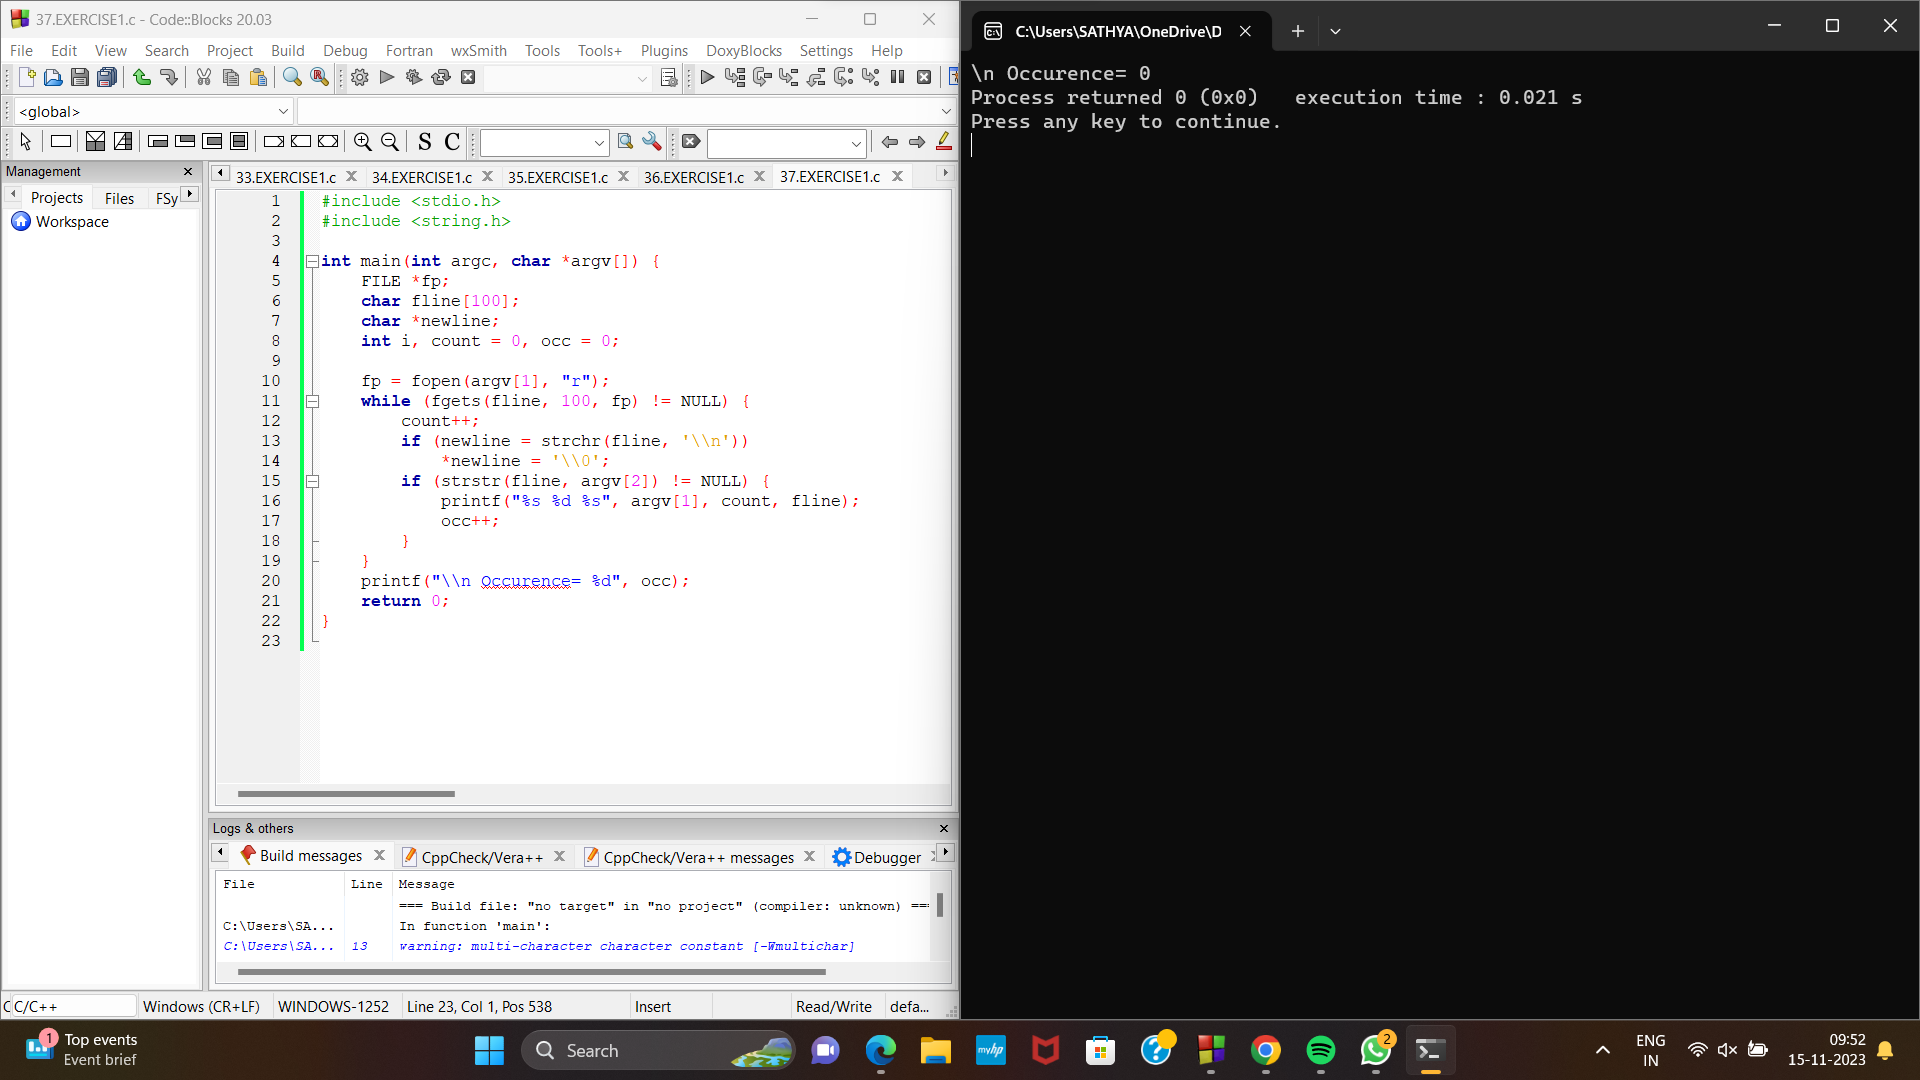 37.EXERCISE1.c - Code::Blocks 20.03
File Edit View Search Project Build Debug Fortran wxSmith Tools Tools+ Plugins DoxyBlocks Settings Help
<global>
S C
Management
Projects Files FSy
Workspace
33.EXERCISE1.c 34.EXERCISE1.c 35.EXERCISE1.c 36.EXERCISE1.c 37.EXERCISE1.c
1 #include <stdio.h>
2 #include <string.h>
3
4 int main(int argc, char *argv[]) {
5 FILE *fp;
6 char fline[100];
7 char *newline;
8 int i, count = 0, occ = 0;
9
10 fp = fopen(argv[1], "r");
11 while (fgets(fline, 100, fp) != NULL) {
12 count++;
13 if (newline = strchr(fline, '\\n'))
14 *newline = '\\0';
15 if (strstr(fline, argv[2]) != NULL) {
16 printf("%s %d %s", argv[1], count, fline);
17 occ++;
18 }
19 }
20 printf("\\n Occurence= %d", occ);
21 return 0;
22 }
23
Logs & others
Build messages CppCheck/Vera++ CppCheck/Vera++ messages Debugger
File Line Message
=== Build file: "no target" in "no project" (compiler: unknown) ===
C:\Users\SA... In function 'main':
C:\Users\SA... 13 warning: multi-character character constant [-Wmultichar]
C C/C++ Windows (CR+LF) WINDOWS-1252 Line 23, Col 1, Pos 538 Insert Read/Write defa...
C:\Users\SATHYA\OneDrive\D
\n Occurence= 0
Process returned 0 (0x0) execution time : 0.021 s
Press any key to continue.
1 Top events
Event brief
Search
myhp
2
ENG
IN
09:52
15-11-2023